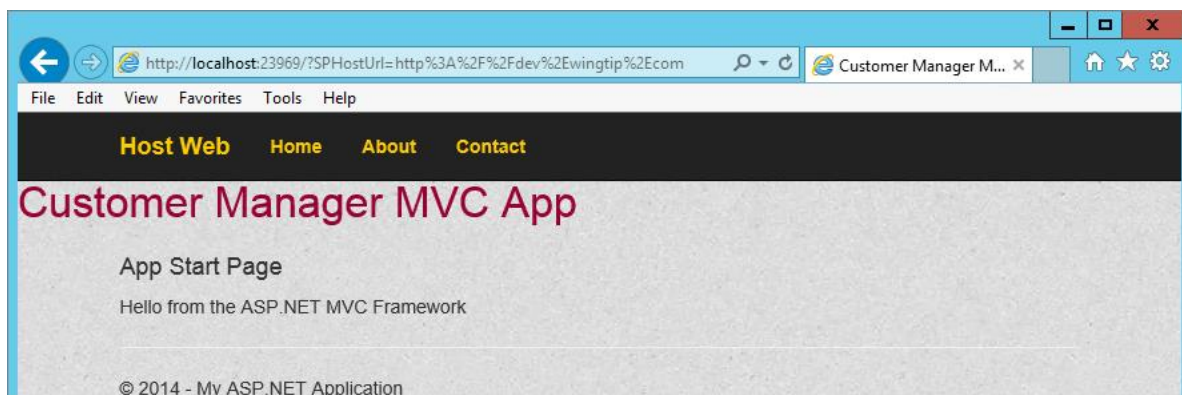 http://localhost:23969/?SPHostUrl=http%3A%2F%2Fdev%2Ewingtip%2Ecom
Customer Manager M...
File Edit View Favorites Tools Help
Host Web Home About Contact
Customer Manager MVC App
App Start Page
Hello from the ASP.NET MVC Framework
© 2014 - My ASP.NET Application